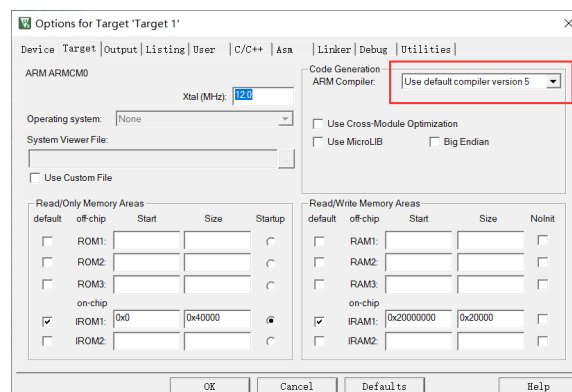 Options for Target 'Target 1'
Device Target Output Listing User C/C++ Asm Linker Debug Utilities
ARM ARMCM0
Xtal (MHz): 12.0
Operating system: None
System Viewer File:
...
Use Custom File
Code Generation
ARM Compiler: Use default compiler version 5
Use Cross-Module Optimization
Use MicroLIB Big Endian
Read/Only Memory Areas
default off-chip Start Size Startup
ROM1:
ROM2:
ROM3:
on-chip
IROM1: 0x0 0x40000
IROM2:
Read/Write Memory Areas
default off-chip Start Size NoInit
RAM1:
RAM2:
RAM3:
on-chip
IRAM1: 0x20000000 0x20000
IRAM2:
OK Cancel Defaults Help